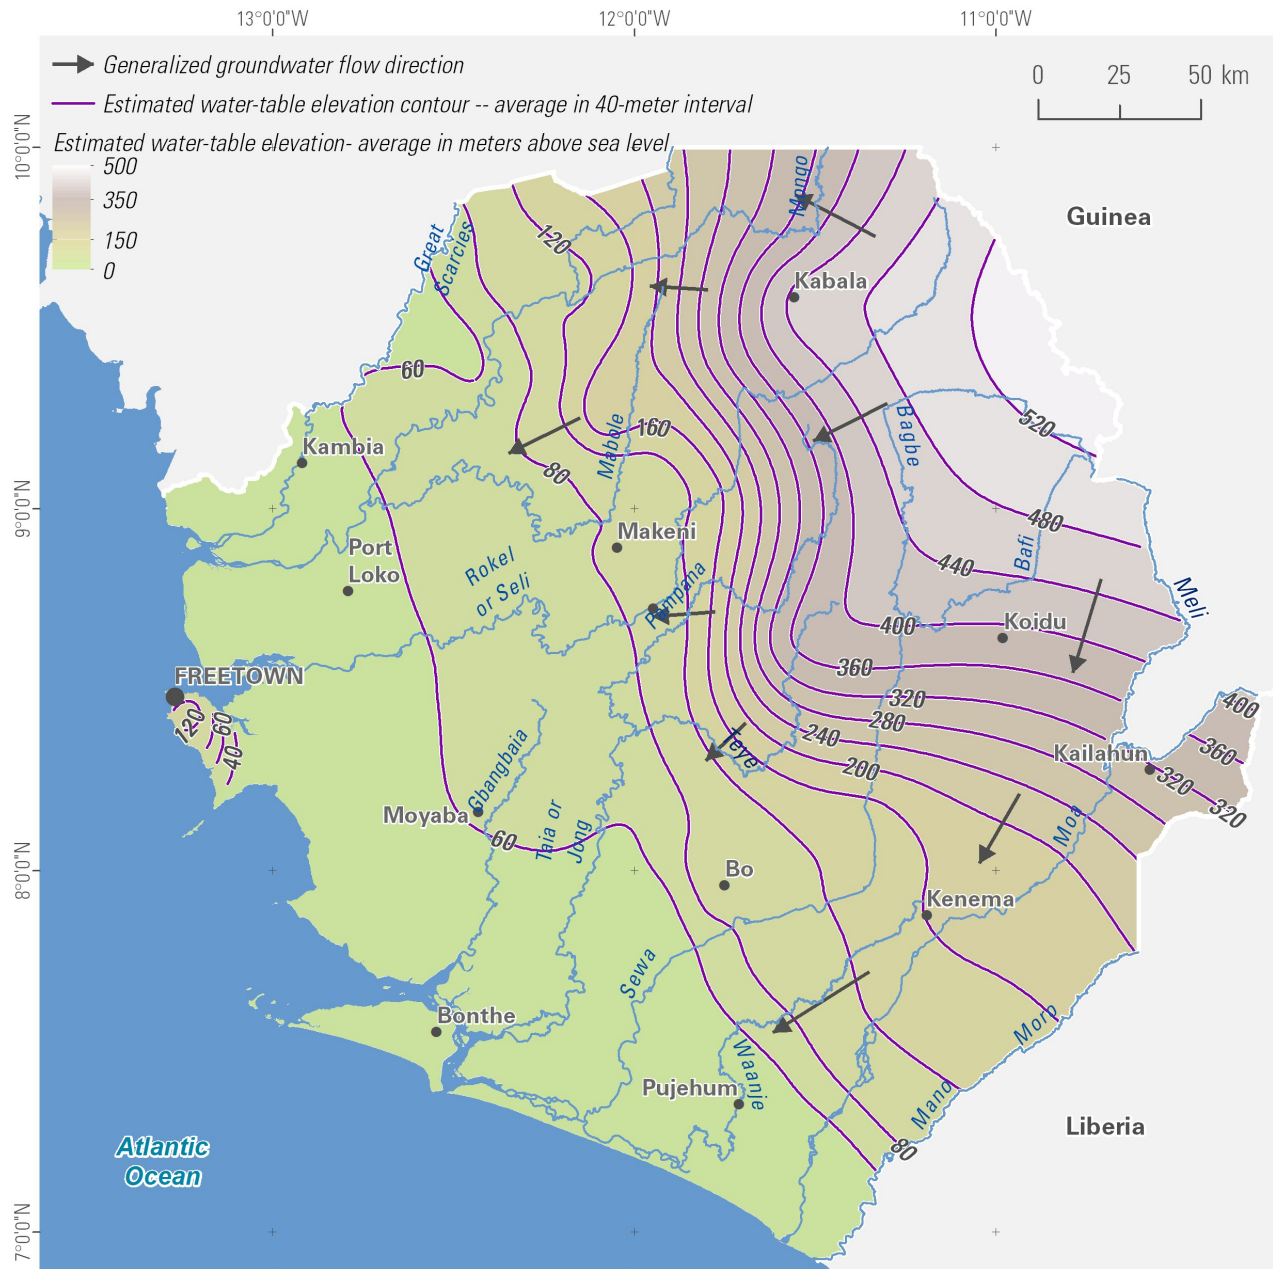 13°0'0"W
12°0'0"W
11°0'0"W
Generalized groundwater flow direction
Estimated water-table elevation contour -- average in 40-meter interval
Estimated water-table elevation- average in meters above sea level
500
350
150
0
0 25 50 km
10°0'0"N
9°0'0"N
8°0'0"N
7°0'0"N
Guinea
Mongo
Great
Scarcies
120
Kabala
60
520
Bagbe
Mabole
160
Kambia
80
480
Makeni
Port
Loko
Rokel
or Seli
Bafi
440
Pampana
Meli
400
Koidu
360
FREETOWN
320
400
280
120
60
40
240
Teye
200
Kailahun
360
320
320
Gbangbaia
Moyaba
60
Taia or
Jong
Moa
Bo
Kenema
Sewa
Bonthe
Moro
Waanje
Pujehum
Mano
Liberia
80
Atlantic
Ocean